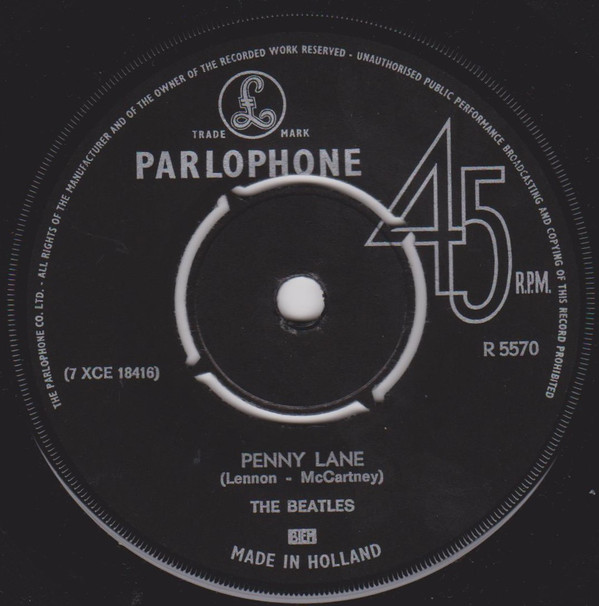 THE PARLOPHONE CO. LTD. - ALL RIGHTS OF THE MANUFACTURER AND OF THE OWNER OF THE RECORDED WORK RESERVED - UNAUTHORISED PUBLIC PERFORMANCE BROADCASTING AND COPYING OF THIS RECORD PROHIBITED
£
TRADE MARK
PARLOPHONE
45
R.P.M.
R 5570
(7 XCE 18416)
PENNY LANE
(Lennon - McCartney)
THE BEATLES
BIEM
MADE IN HOLLAND